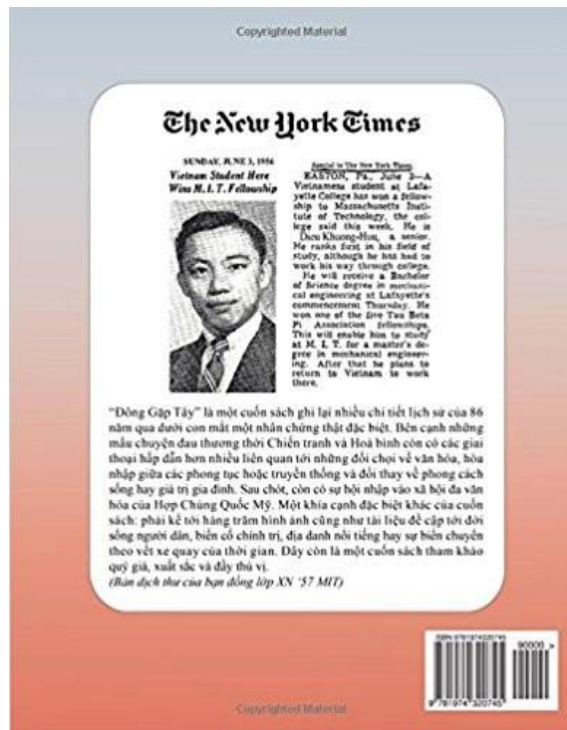 Copyrighted Material
The New York Times
SUNDAY, JUNE 3, 1956
Vietnam Student Here
Wins M. I. T. Fellowship
Special to The New York Times.
EASTON, Pa., June 2—A
Vietnamese student at Lafa-
yette College has won a fellow-
ship to Massachusetts Insti-
tute of Technology, the col-
lege said this week. He is
Dieu Khuong-Huu, a senior.
He ranks first in his field of
study, although he has had to
work his way through college.
He will receive a Bachelor
of Science degree in mechani-
cal engineering at Lafayette's
commencement Thursday. He
won one of the five Tau Beta
Pi Association fellowships.
This will enable him to study
at M. I. T. for a master's de-
gree in mechanical engineer-
ing. After that he plans to
return to Vietnam to work
there.
"Đông Gặp Tây" là một cuốn sách ghi lại nhiều chi tiết lịch sử của 86
năm qua dưới con mắt một nhân chứng thật đặc biệt. Bên cạnh những
mẩu chuyện đau thương thời Chiến tranh và Hoà bình còn có các giai
thoại hấp dẫn hơn nhiều liên quan tới những đối chọi về văn hóa, hòa
nhập giữa các phong tục hoặc truyền thống và đổi thay về phong cách
sống hay giá trị gia đình. Sau chót, còn có sự hội nhập vào xã hội đa văn
hóa của Hợp Chủng Quốc Mỹ. Một khía cạnh đặc biệt khác của cuốn
sách: phải kể tới hàng trăm hình ảnh cũng như tài liệu đề cập tới đời
sống người dân, biến cố chính trị, địa danh nổi tiếng hay sự biến chuyển
theo vết xe quay của thời gian. Đây còn là một cuốn sách tham khảo
quý giá, xuất sắc và đầy thú vị.
(Bản dịch thư của bạn đồng lớp XN '57 MIT)
ISBN 9781974320745
90000 >
9 781974 320745
Copyrighted Material